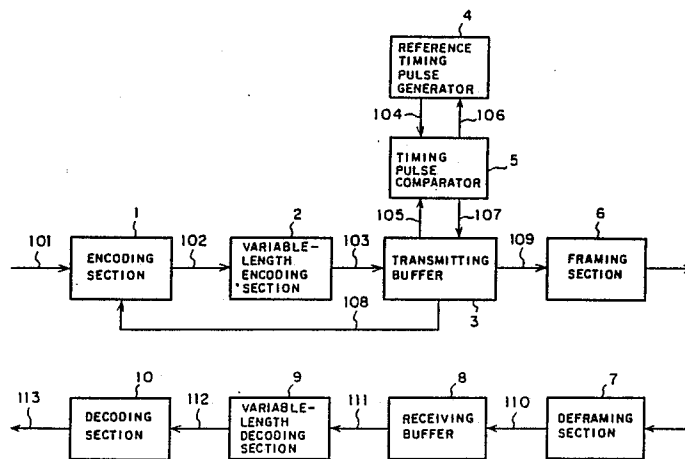 4
REFERENCE
TIMING
PULSE
GENERATOR
104
106
TIMING
PULSE
COMPARATOR
5
105
107
1
2
6
101
ENCODING
SECTION
102
VARIABLE-
LENGTH
ENCODING
SECTION
103
TRANSMITTING
BUFFER
109
FRAMING
SECTION
108
3
10
9
8
7
113
DECODING
SECTION
112
VARIABLE-
LENGTH
DECODING
SECTION
111
RECEIVING
BUFFER
110
DEFRAMING
SECTION